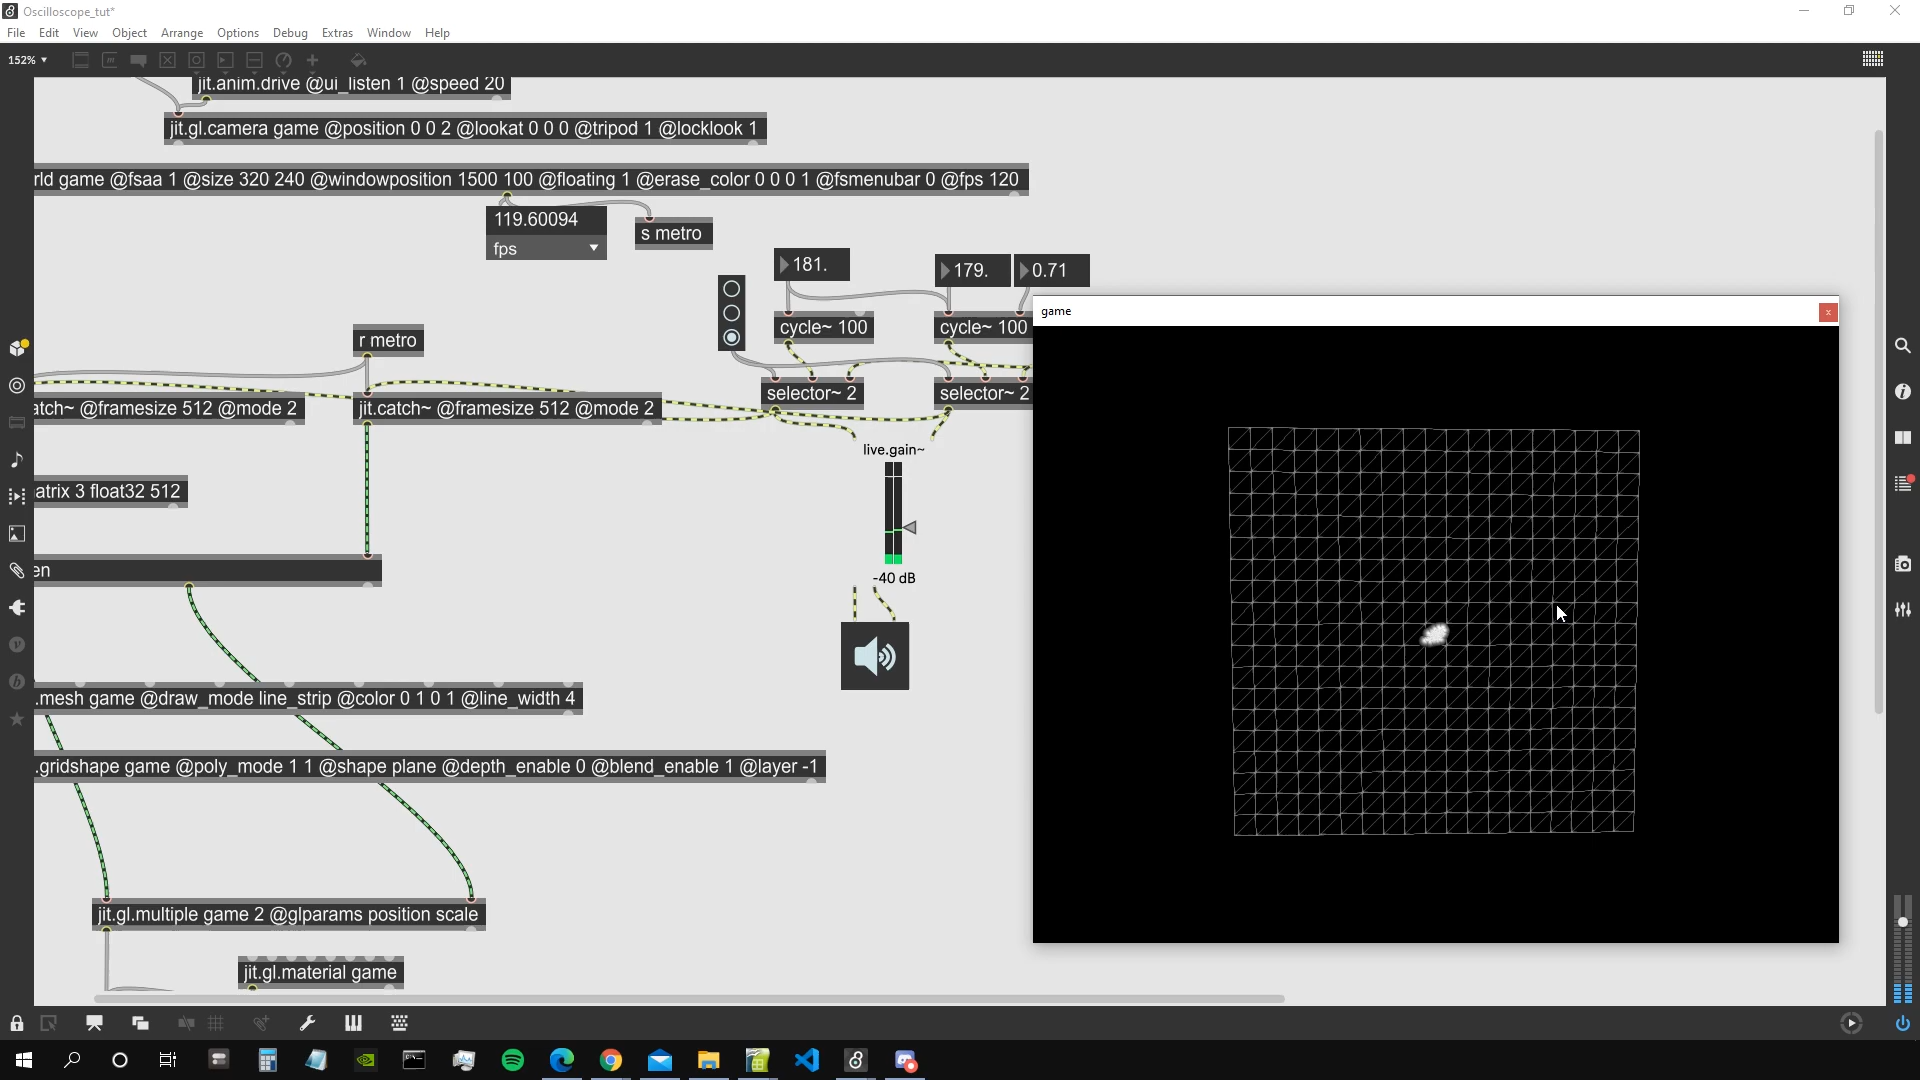 Oscilloscope_tut*
File Edit View Object Arrange Options Debug Extras Window Help
152%
jit.anim.drive @ui_listen 1 @speed 20
jit.gl.camera game @position 0 0 2 @lookat 0 0 0 @tripod 1 @locklook 1
rld game @fsaa 1 @size 320 240 @windowposition 1500 100 @floating 1 @erase_color 0 0 0 1 @fsmenubar 0 @fps 120
119.60094
fps
s metro
181.
179.
0.71
game
cycle~ 100
cycle~ 100
r metro
selector~ 2
selector~ 2
atch~ @framesize 512 @mode 2
jit.catch~ @framesize 512 @mode 2
live.gain~
atrix 3 float32 512
en
-40 dB
.mesh game @draw_mode line_strip @color 0 1 0 1 @line_width 4
.gridshape game @poly_mode 1 1 @shape plane @depth_enable 0 @blend_enable 1 @layer -1
jit.gl.multiple game 2 @glparams position scale
jit.gl.material game